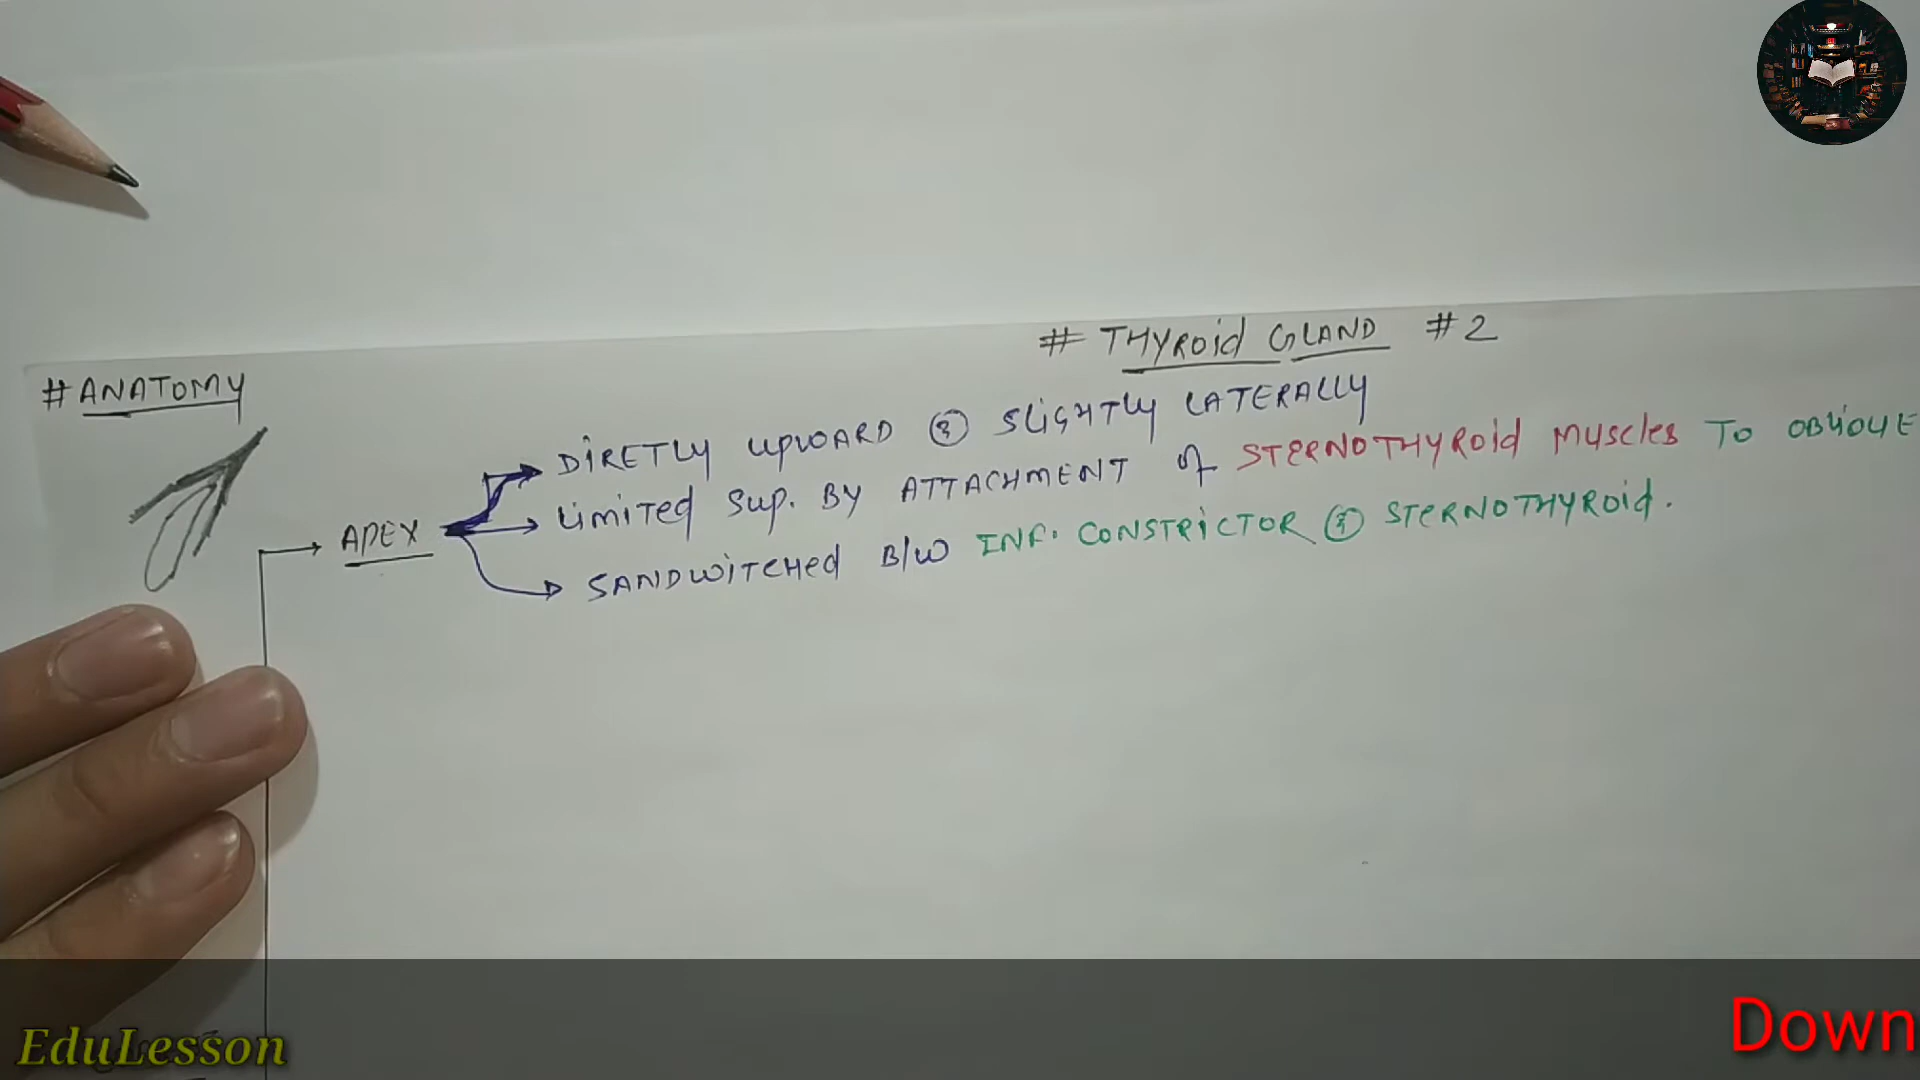 # THYROID GLAND # 2
# ANATOMY
APEX
DIRETLY UPWARD & SLIGHTLY LATERALLY
LIMITED SUP. BY ATTACHMENT of STERNOTHYROID MUSCLES TO OBLIQUE
SANDWITCHED B/W INF. CONSTRICTOR & STERNOTHYROID.
EduLesson
Down